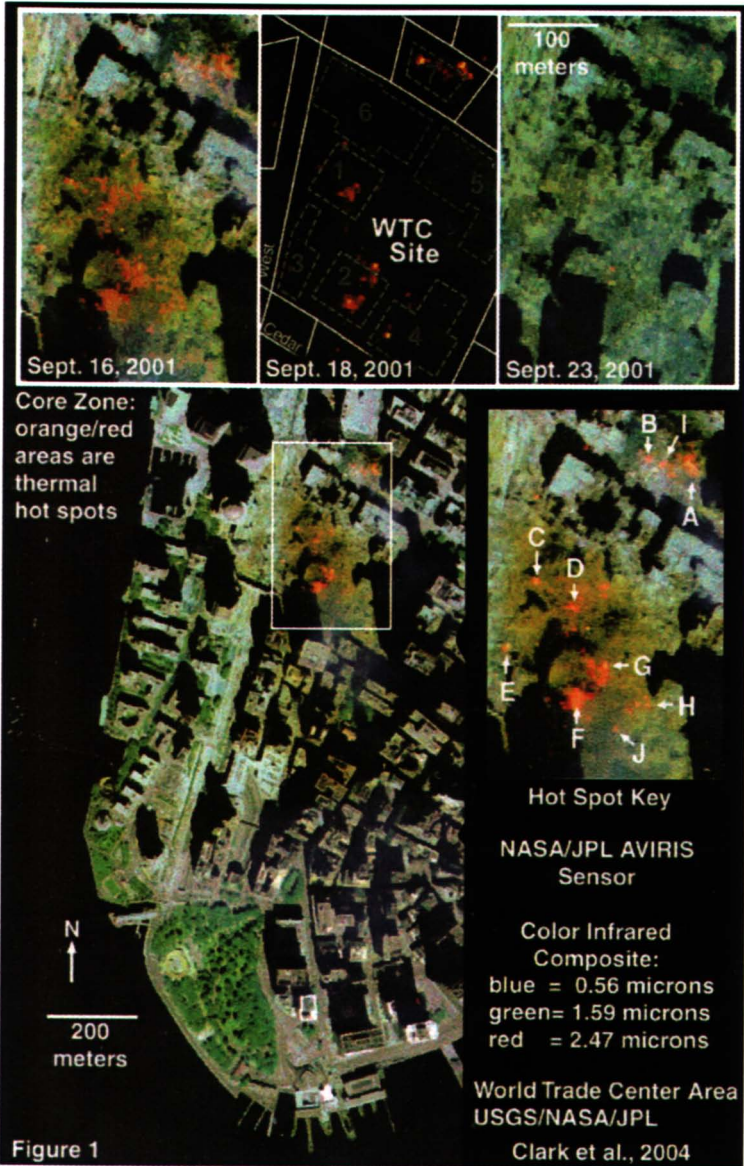 100
meters
7
6
5
1
WTC
Site
3
2
4
West
Cedar
Sept. 16, 2001
Sept. 18, 2001
Sept. 23, 2001
Core Zone:
orange/red
areas are
thermal
hot spots
B
I
A
C
D
E
G
H
F
J
Hot Spot Key
NASA/JPL AVIRIS
Sensor
Color Infrared
Composite:
blue = 0.56 microns
green= 1.59 microns
red = 2.47 microns
N
200
meters
World Trade Center Area
USGS/NASA/JPL
Clark et al., 2004
Figure 1